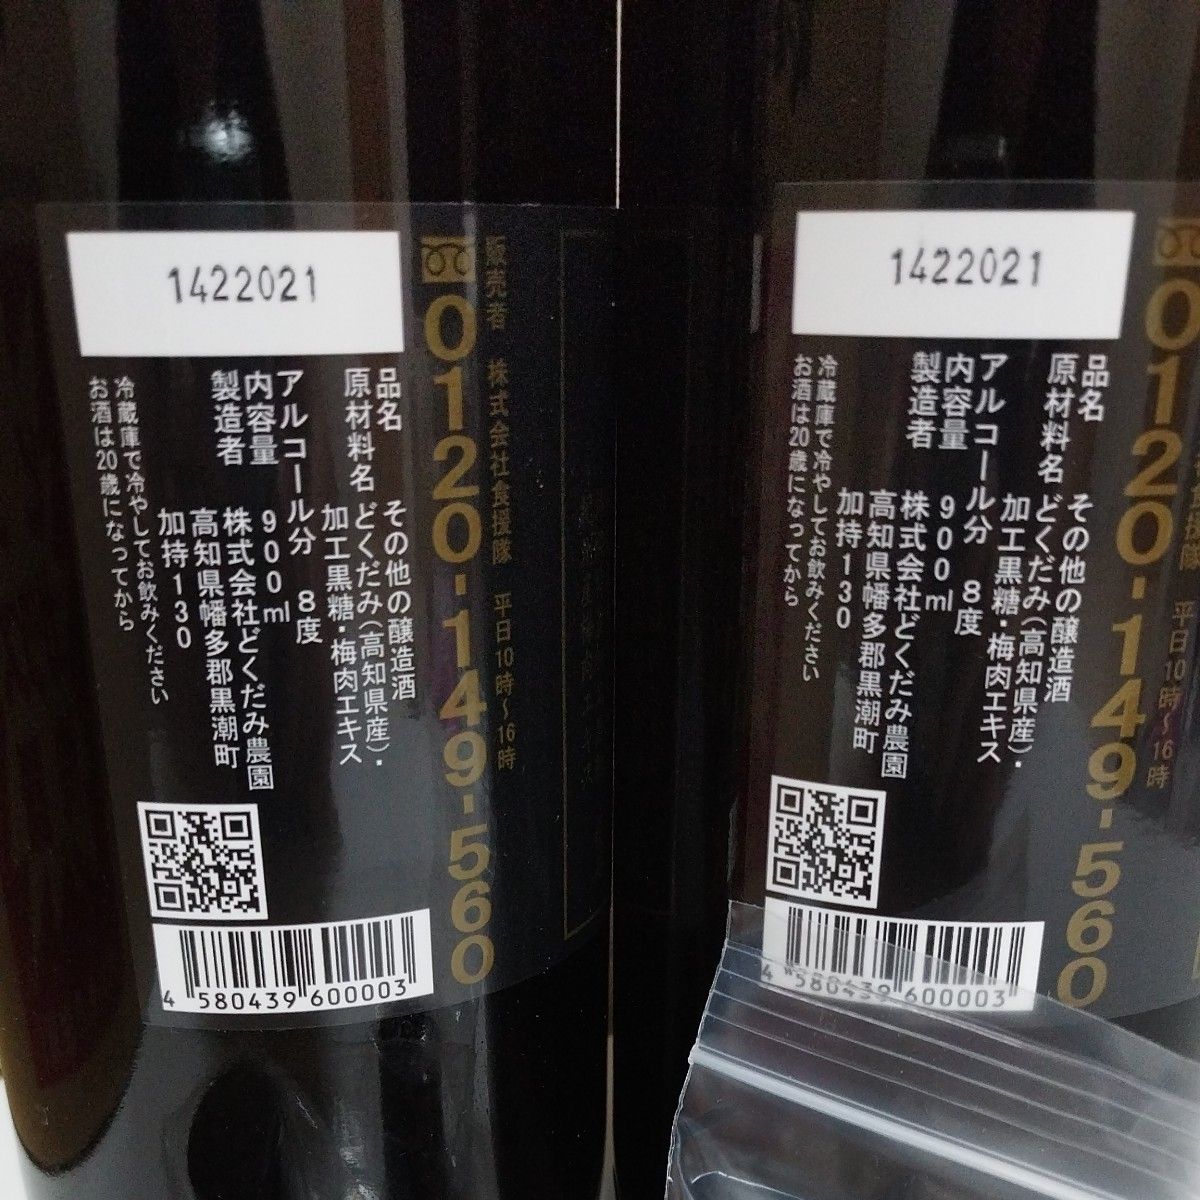 1422021
0120-149-560
販売者 株式会社食援隊 平日10時〜16時
品名 その他の醸造酒
原材料名 どくだみ(高知県産)・
加工黒糖・梅肉エキス
アルコール分 8度
内容量 900ml
製造者 株式会社どくだみ農園
高知県幡多郡黒潮町
加持130
冷蔵庫で冷やしてお飲みください
お酒は20歳になってから
4 580439 600003
1422021
0120-149-560
援隊 平日10時〜16時
品名 その他の醸造酒
原材料名 どくだみ(高知県産)・
加工黒糖・梅肉エキス
アルコール分 8度
内容量 900ml
製造者 株式会社どくだみ農園
高知県幡多郡黒潮町
加持130
冷蔵庫で冷やしてお飲みください
お酒は20歳になってから
4 580439 600003